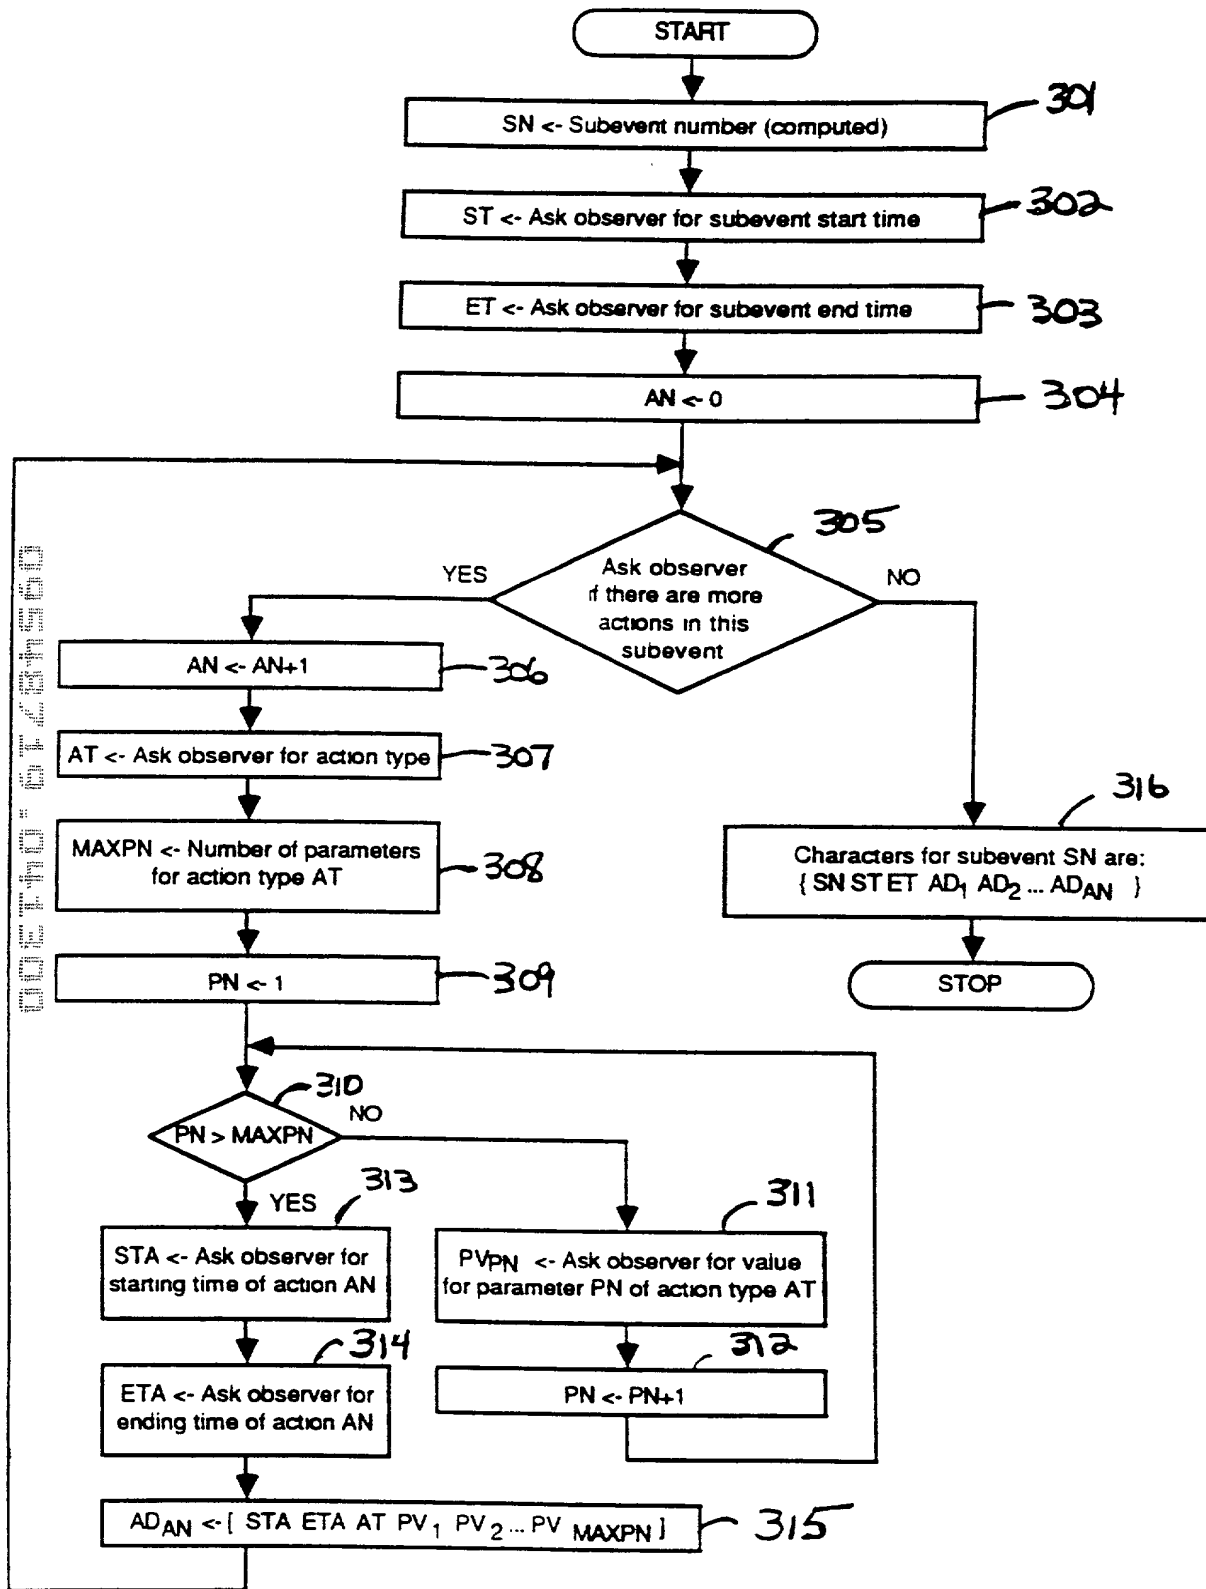 START
301
SN <- Subevent number (computed)
302
ST <- Ask observer for subevent start time
303
ET <- Ask observer for subevent end time
304
AN <- 0
305
Ask observer
if there are more
actions in this
subevent
YES
NO
306
AN <- AN+1
307
AT <- Ask observer for action type
308
MAXPN <- Number of parameters
for action type AT
309
PN <- 1
316
Characters for subevent SN are:
{ SN ST ET AD1 AD2 ... ADAN }
STOP
310
PN > MAXPN
NO
YES
313
STA <- Ask observer for
starting time of action AN
311
PVPN <- Ask observer for value
for parameter PN of action type AT
314
ETA <- Ask observer for
ending time of action AN
312
PN <- PN+1
315
ADAN <- { STA ETA AT PV1 PV2 ... PV MAXPN }